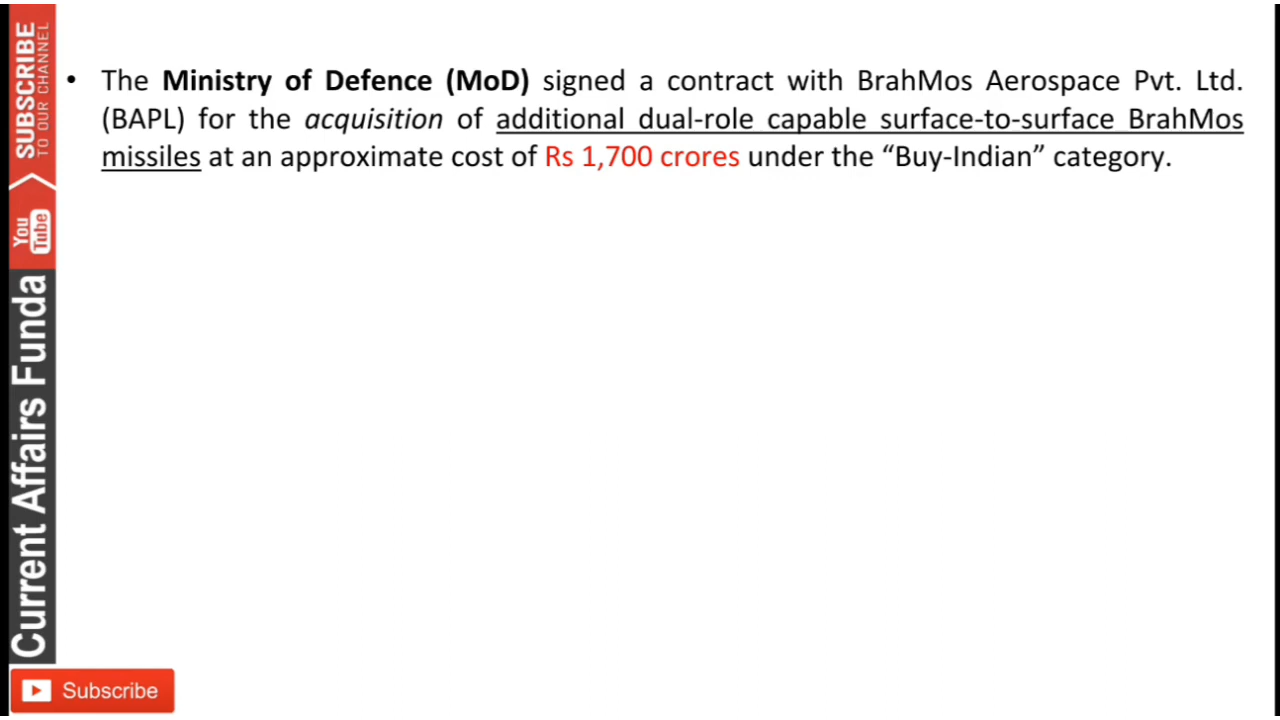 • The Ministry of Defence (MoD) signed a contract with BrahMos Aerospace Pvt. Ltd.
(BAPL) for the acquisition of additional dual-role capable surface-to-surface BrahMos
missiles at an approximate cost of Rs 1,700 crores under the “Buy-Indian” category.
SUBSCRIBE
TO OUR CHANNEL
You
Tube
Current Affairs Funda
Subscribe